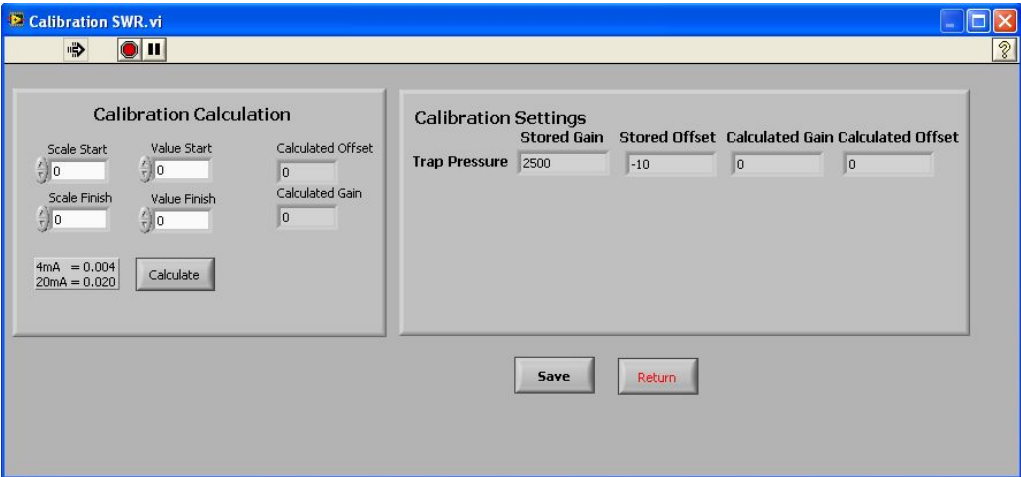 Calibration SWR.vi
?
Calibration Calculation
Scale Start Value Start Calculated Offset
0 0 0
Scale Finish Value Finish Calculated Gain
0 0 0
4mA = 0.004
20mA = 0.020
Calculate
Calibration Settings
Stored Gain Stored Offset Calculated Gain Calculated Offset
Trap Pressure 2500 -10 0 0
Save Return